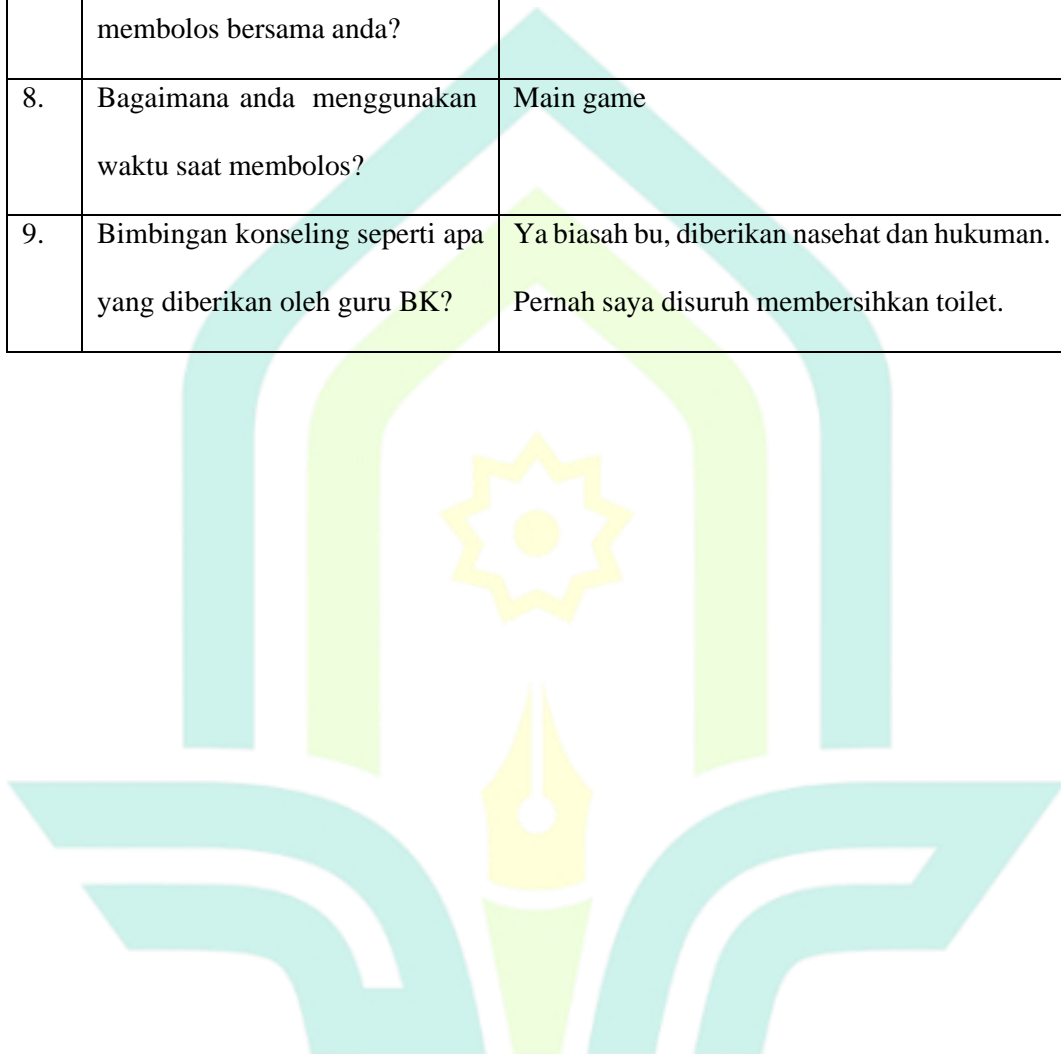 membolos bersama anda?
8. Bagaimana anda menggunakan Main game
waktu saat membolos?
9. Bimbingan konseling seperti apa Ya biasah bu, diberikan nasehat dan hukuman.
yang diberikan oleh guru BK? Pernah saya disuruh membersihkan toilet.